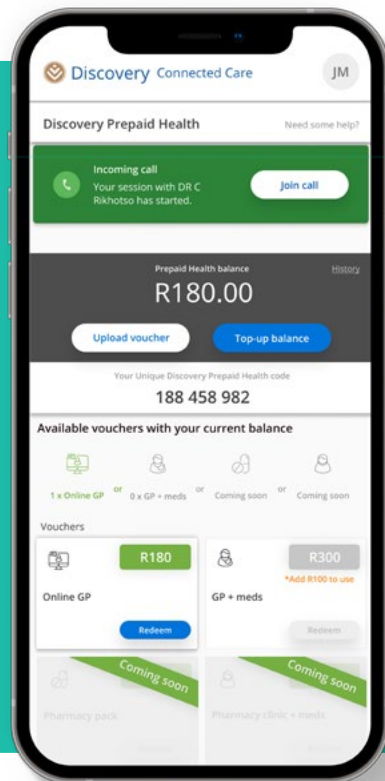 Discovery Connected Care
JM
Discovery Prepaid Health
Need some help?
Incoming call
Your session with DR C
Rikhotso has started.
Join call
Prepaid Health balance
History
R180.00
Upload voucher
Top-up balance
Your Unique Discovery Prepaid Health code
188 458 982
Available vouchers with your current balance
1 x Online GP or 0 x GP + meds or Coming soon or Coming soon
Vouchers
R180
Online GP
Redeem
R300
*Add R100 to use
GP + meds
Redeem
Coming soon
Pharmacy pack
Coming soon
Pharmacy clinic + meds